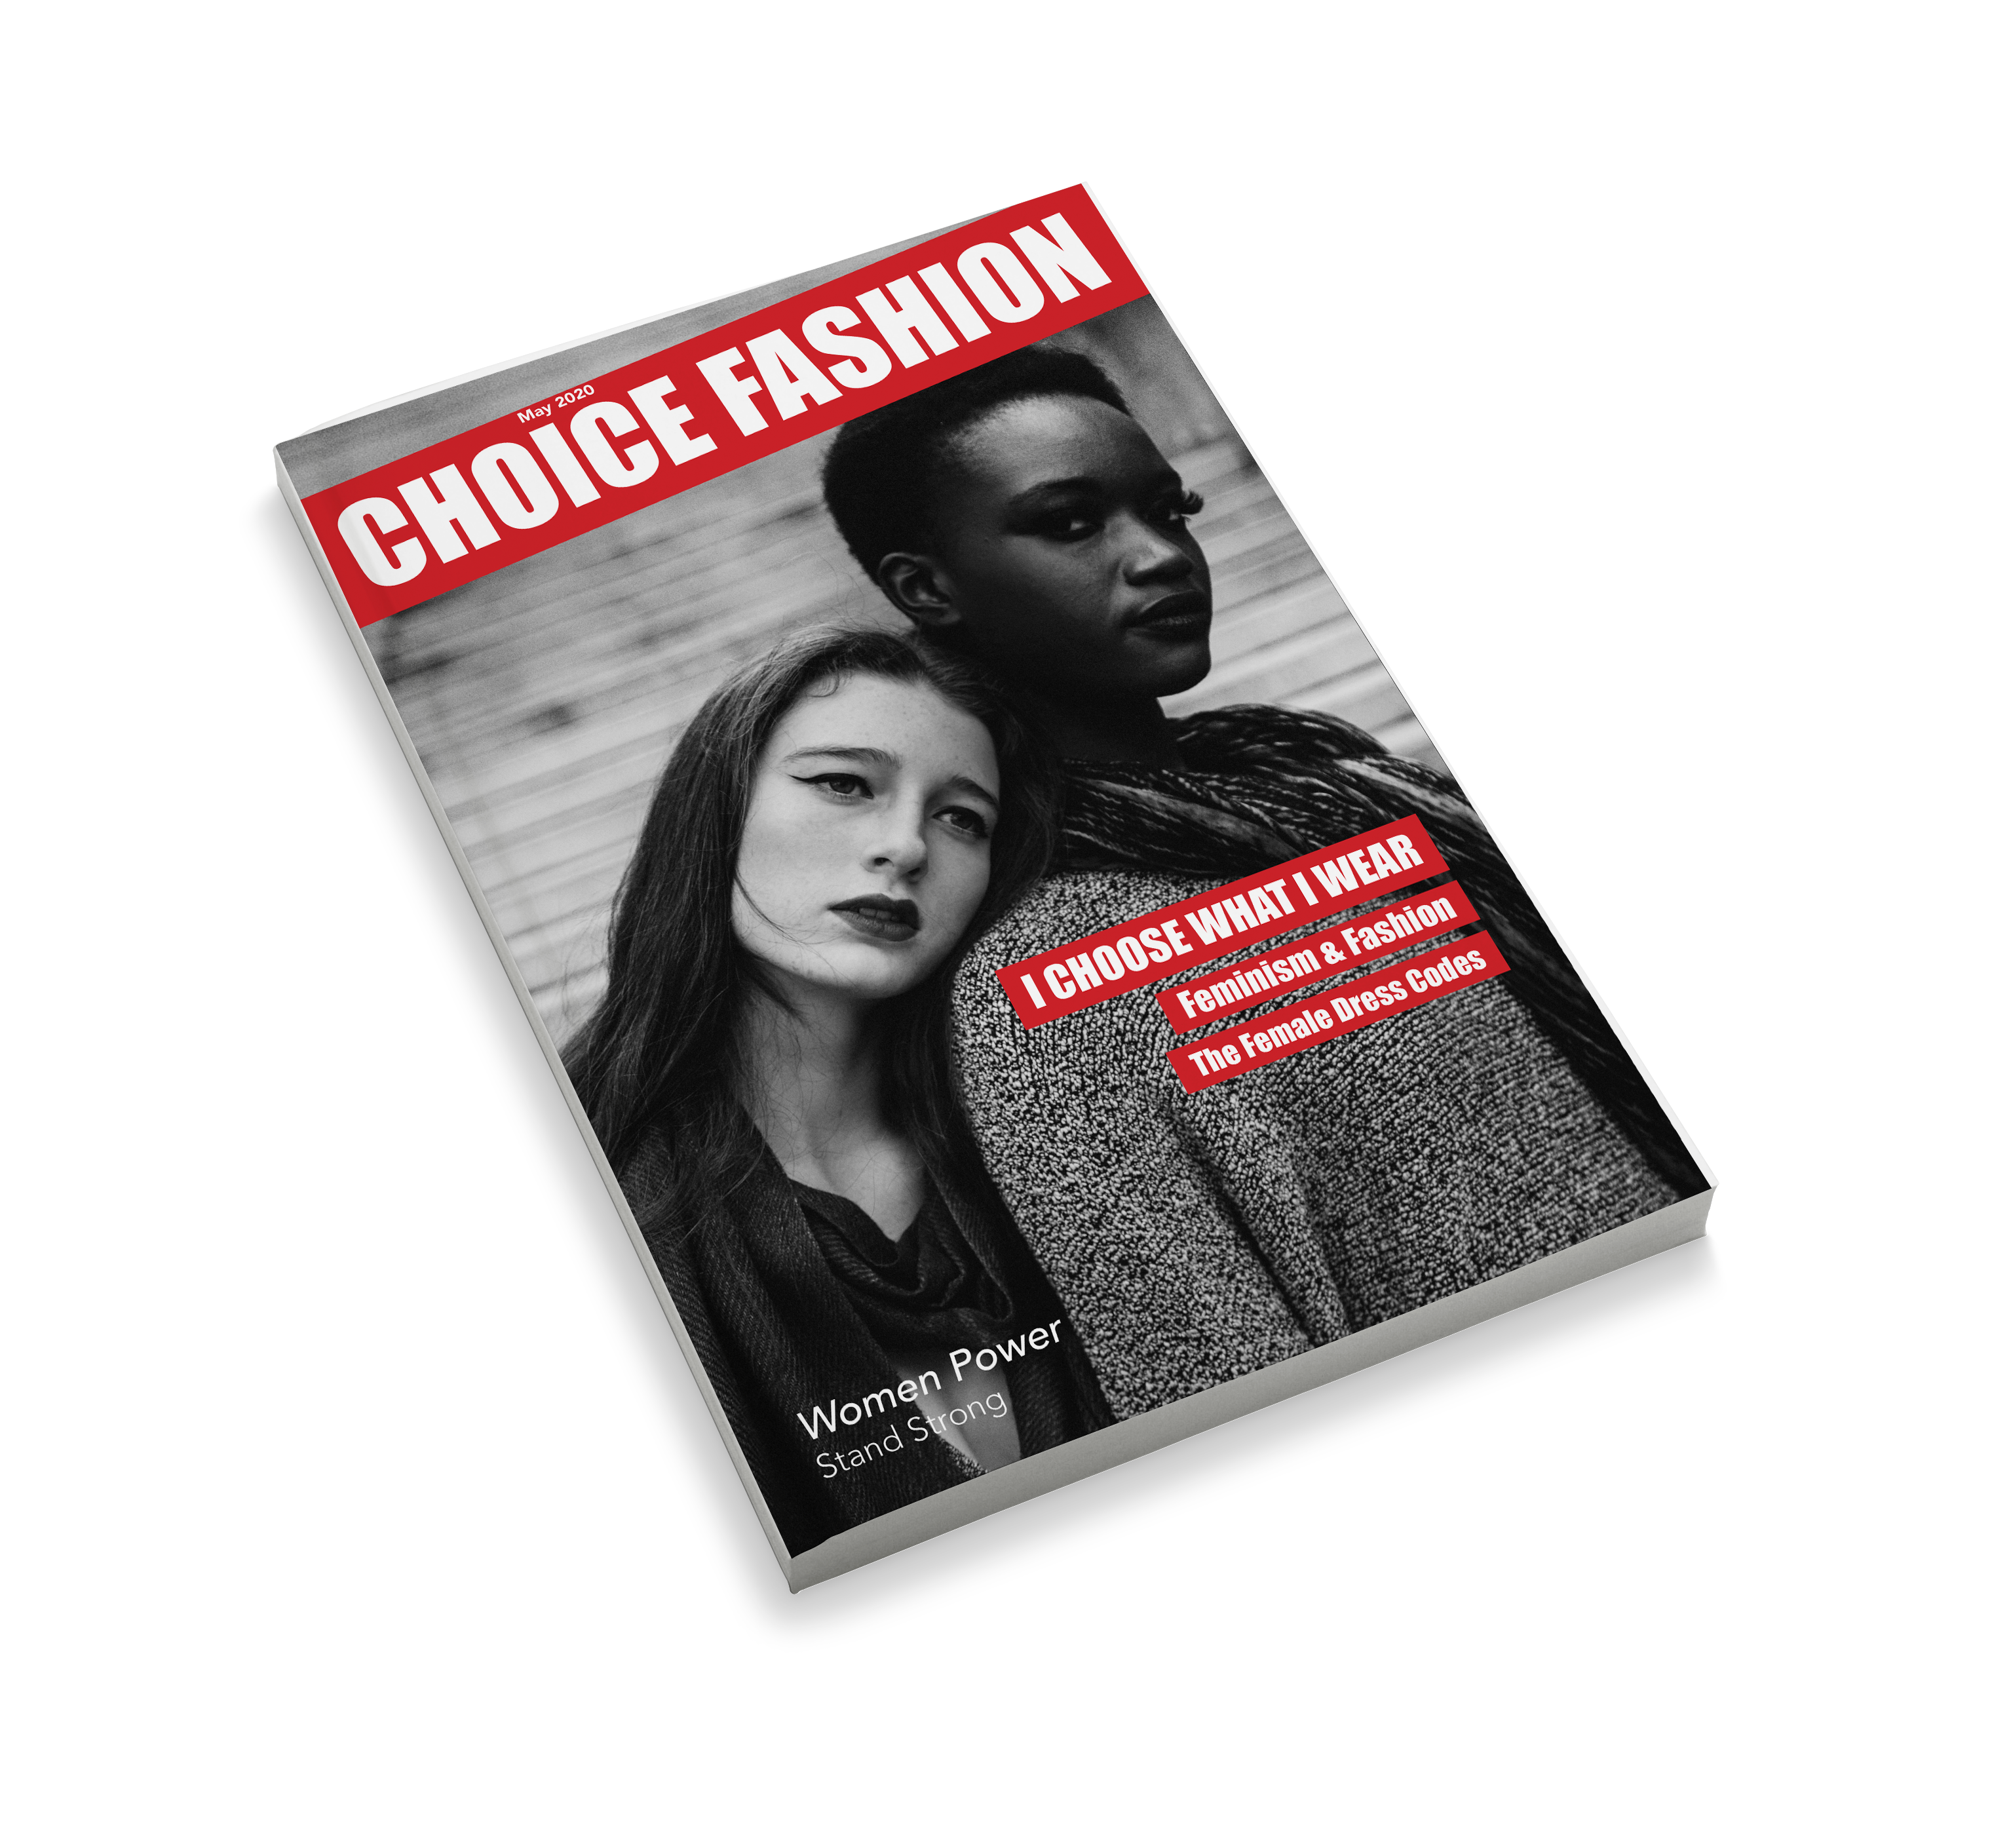 May 2020
CHOICE FASHION
I CHOOSE WHAT I WEAR
Feminism & Fashion
The Female Dress Codes
Women Power
Stand Strong